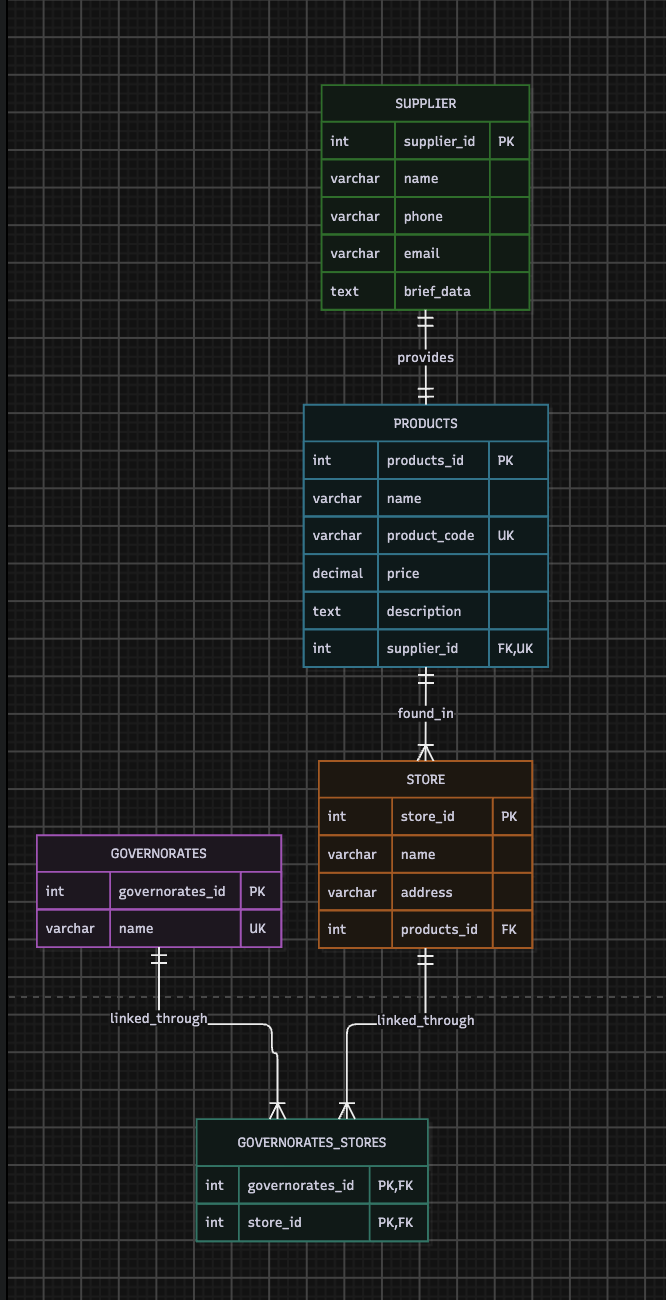 SUPPLIER
int supplier_id PK
varchar name
varchar phone
varchar email
text brief_data
provides
PRODUCTS
int products_id PK
varchar name
varchar product_code UK
decimal price
text description
int supplier_id FK,UK
found_in
STORE
int store_id PK
varchar name
varchar address
int products_id FK
GOVERNORATES
int governorates_id PK
varchar name UK
linked_through
linked_through
GOVERNORATES_STORES
int governorates_id PK,FK
int store_id PK,FK